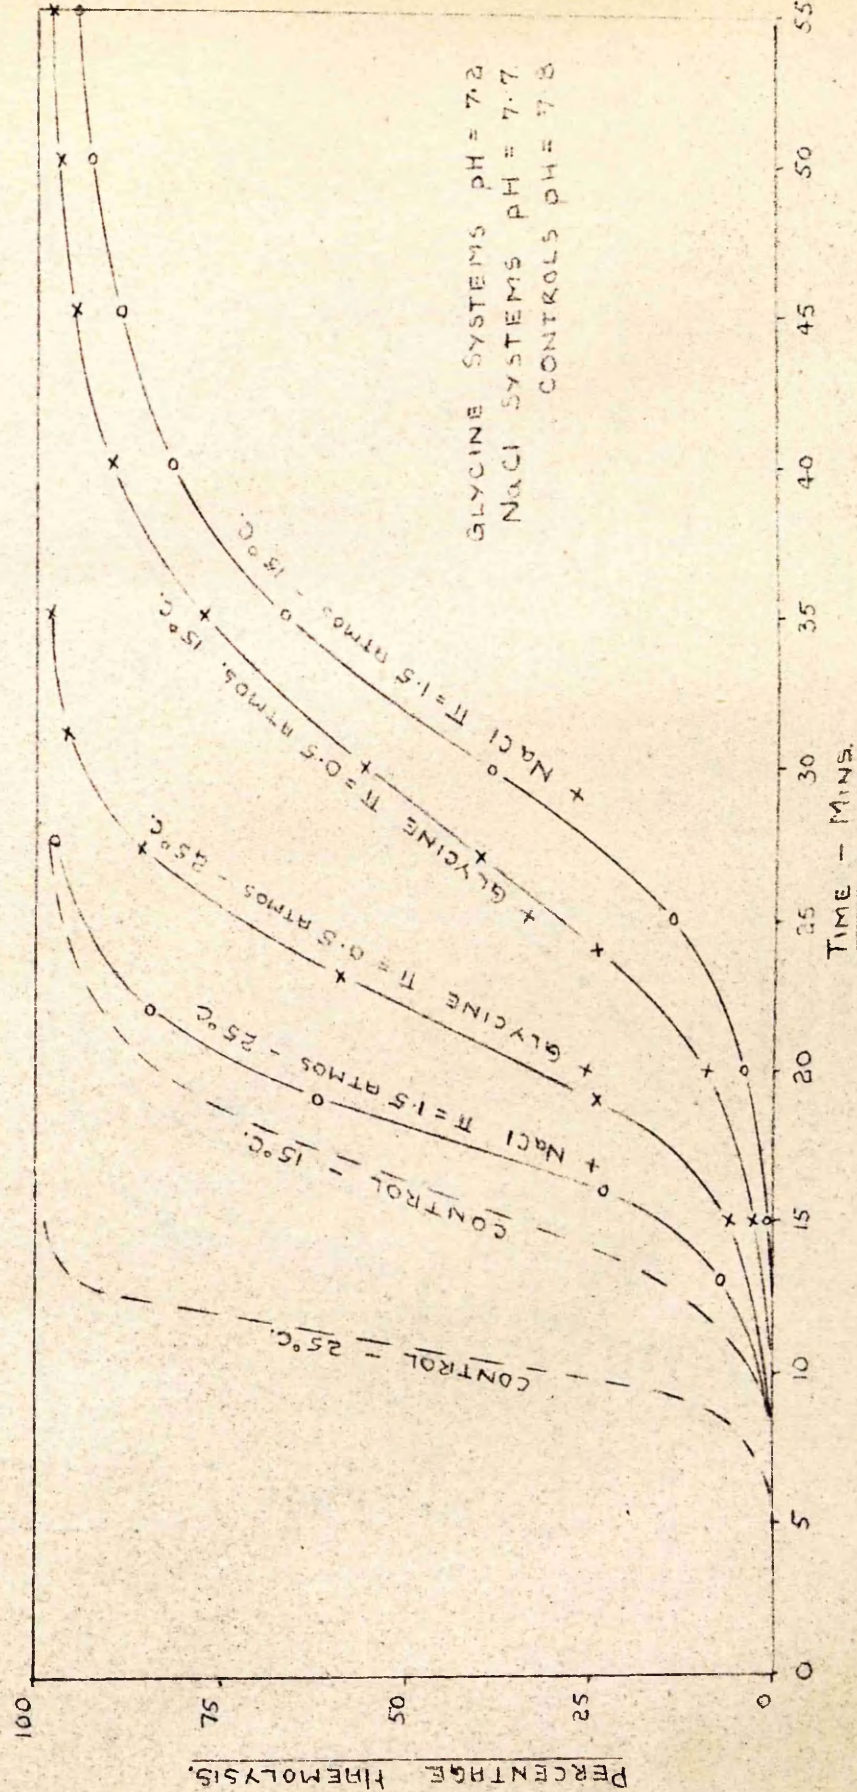 PERCENTAGE HAEMOLYSIS.
100
75
50
25
0
0
5
10
15
20
25
30
35
40
45
50
55
TIME – MINS.
CONTROL – 25°C.
CONTROL – 15°C.
+ NaCl π = 1.5 ATMOS – 25°C
+ GLYCINE π = 0.5 ATMOS – 25°C.
+ GLYCINE π = 0.5 ATMOS. 15°C.
+ NaCl π = 1.5 ATMOS – 15°C.
GLYCINE SYSTEMS pH = 7.2
NaCl SYSTEMS pH = 7.7
CONTROLS pH = 7.8